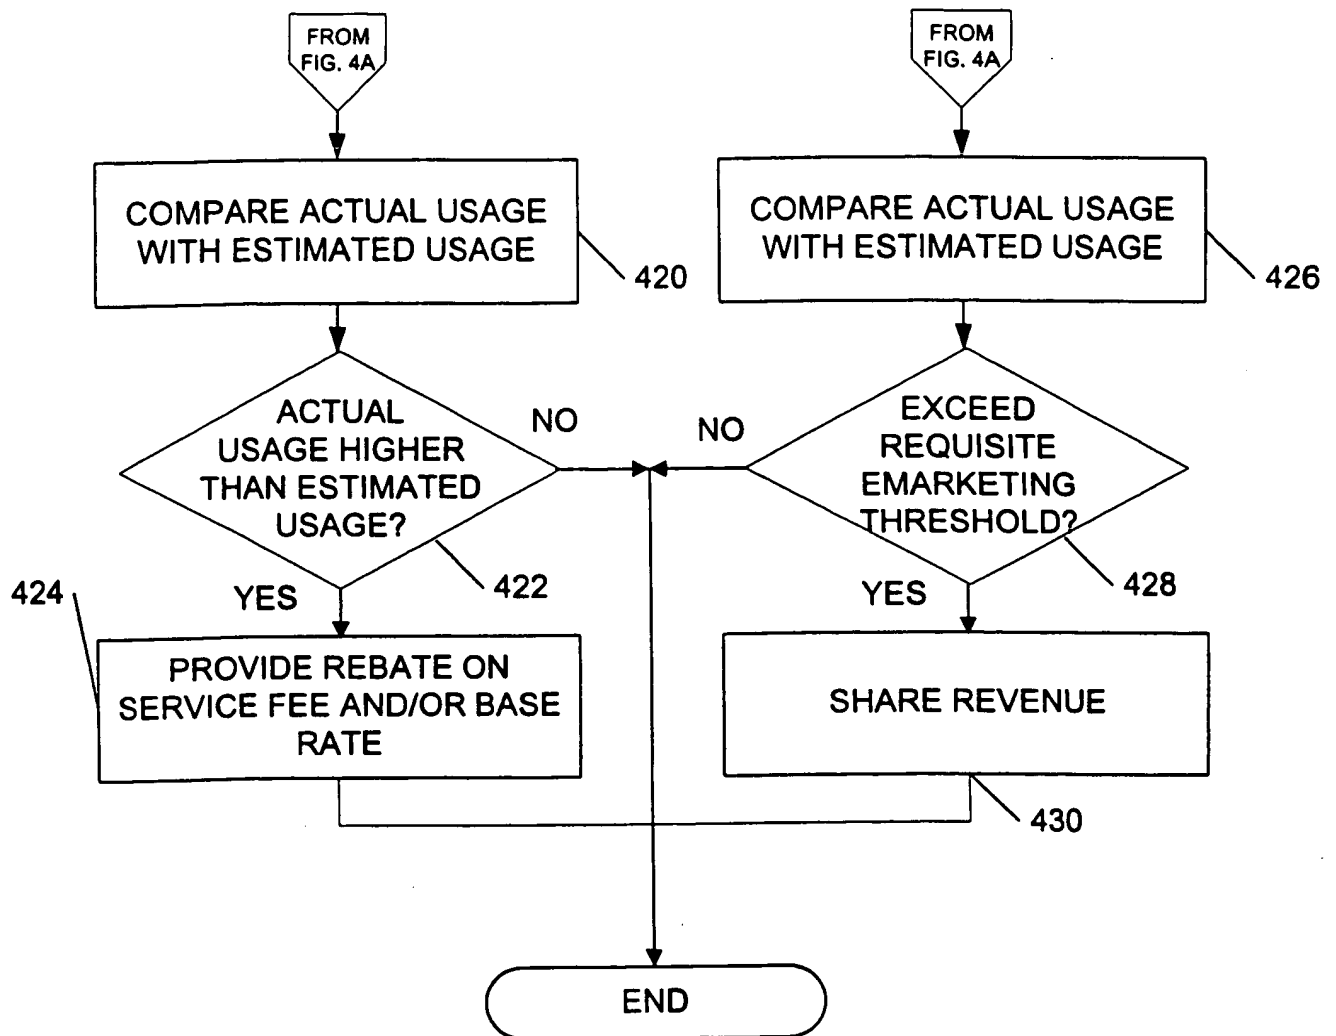 FROM
FIG. 4A
COMPARE ACTUAL USAGE
WITH ESTIMATED USAGE
420
ACTUAL
USAGE HIGHER
THAN ESTIMATED
USAGE?
NO
422
YES
424
PROVIDE REBATE ON
SERVICE FEE AND/OR BASE
RATE
FROM
FIG. 4A
COMPARE ACTUAL USAGE
WITH ESTIMATED USAGE
426
EXCEED
REQUISITE
EMARKETING
THRESHOLD?
NO
428
YES
SHARE REVENUE
430
END